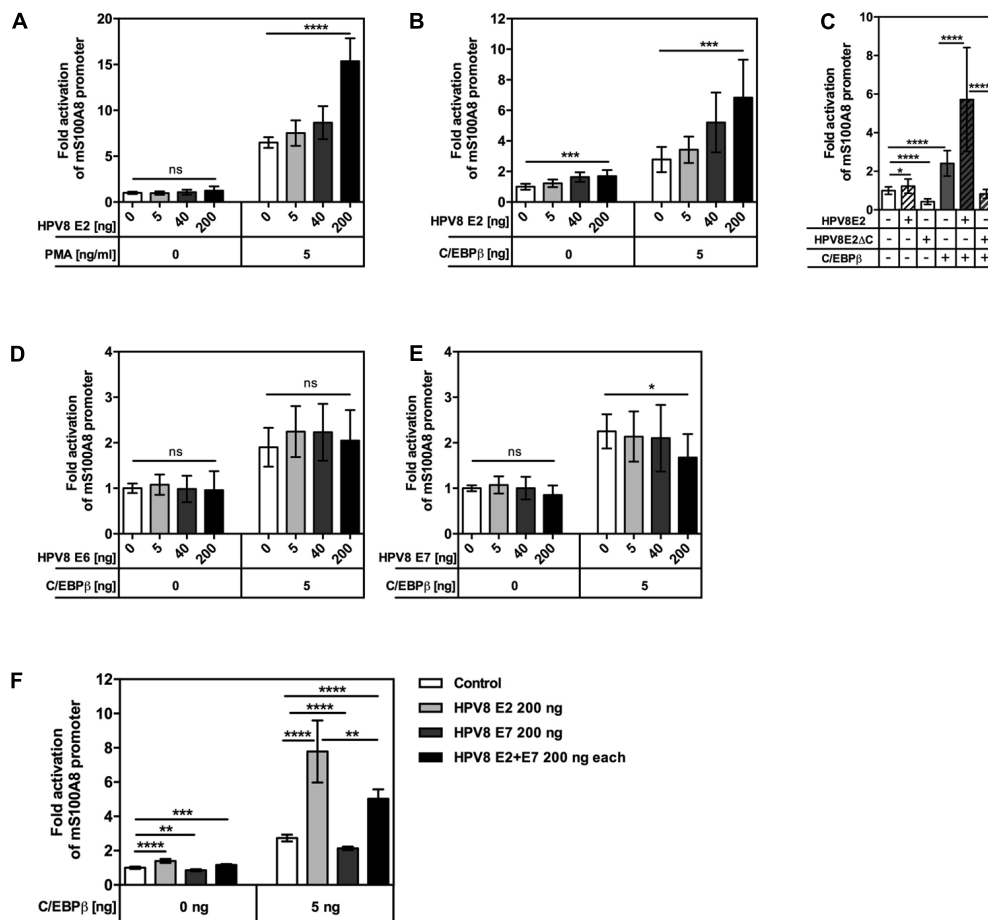 A
Fold activation
of mS100A8 promoter
20
15
10
5
0
ns
****
HPV8 E2 [ng]
0 5 40 200 0 5 40 200
PMA [ng/ml] 0 5
B
Fold activation
of mS100A8 promoter
12
10
8
6
4
2
0
***
***
HPV8 E2 [ng]
0 5 40 200 0 5 40 200
C/EBPβ [ng] 0 5
C
Fold activation
of mS100A8 promoter
10
8
6
4
2
0
****
****
****
****
*
HPV8E2 - + - - + -
HPV8E2ΔC - - + - - +
C/EBPβ - - - + + +
D
Fold activation
of mS100A8 promoter
4
3
2
1
0
ns
ns
HPV8 E6 [ng]
0 5 40 200 0 5 40 200
C/EBPβ [ng] 0 5
E
Fold activation
of mS100A8 promoter
4
3
2
1
0
ns
*
HPV8 E7 [ng]
0 5 40 200 0 5 40 200
C/EBPβ [ng] 0 5
F
Fold activation
of mS100A8 promoter
12
10
8
6
4
2
0
***
**
****
****
****
**** **
C/EBPβ [ng] 0 ng 5 ng
Control
HPV8 E2 200 ng
HPV8 E7 200 ng
HPV8 E2+E7 200 ng each